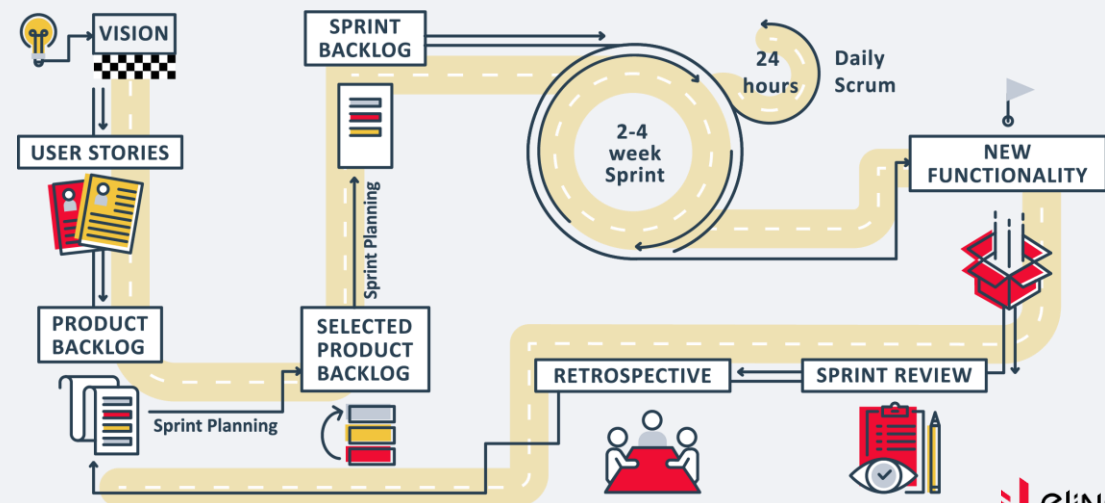 VISION
USER STORIES
PRODUCT
BACKLOG
Sprint Planning
SELECTED
PRODUCT
BACKLOG
Sprint Planning
SPRINT
BACKLOG
2-4
week
Sprint
24
hours
Daily
Scrum
NEW
FUNCTIONALITY
SPRINT REVIEW
RETROSPECTIVE